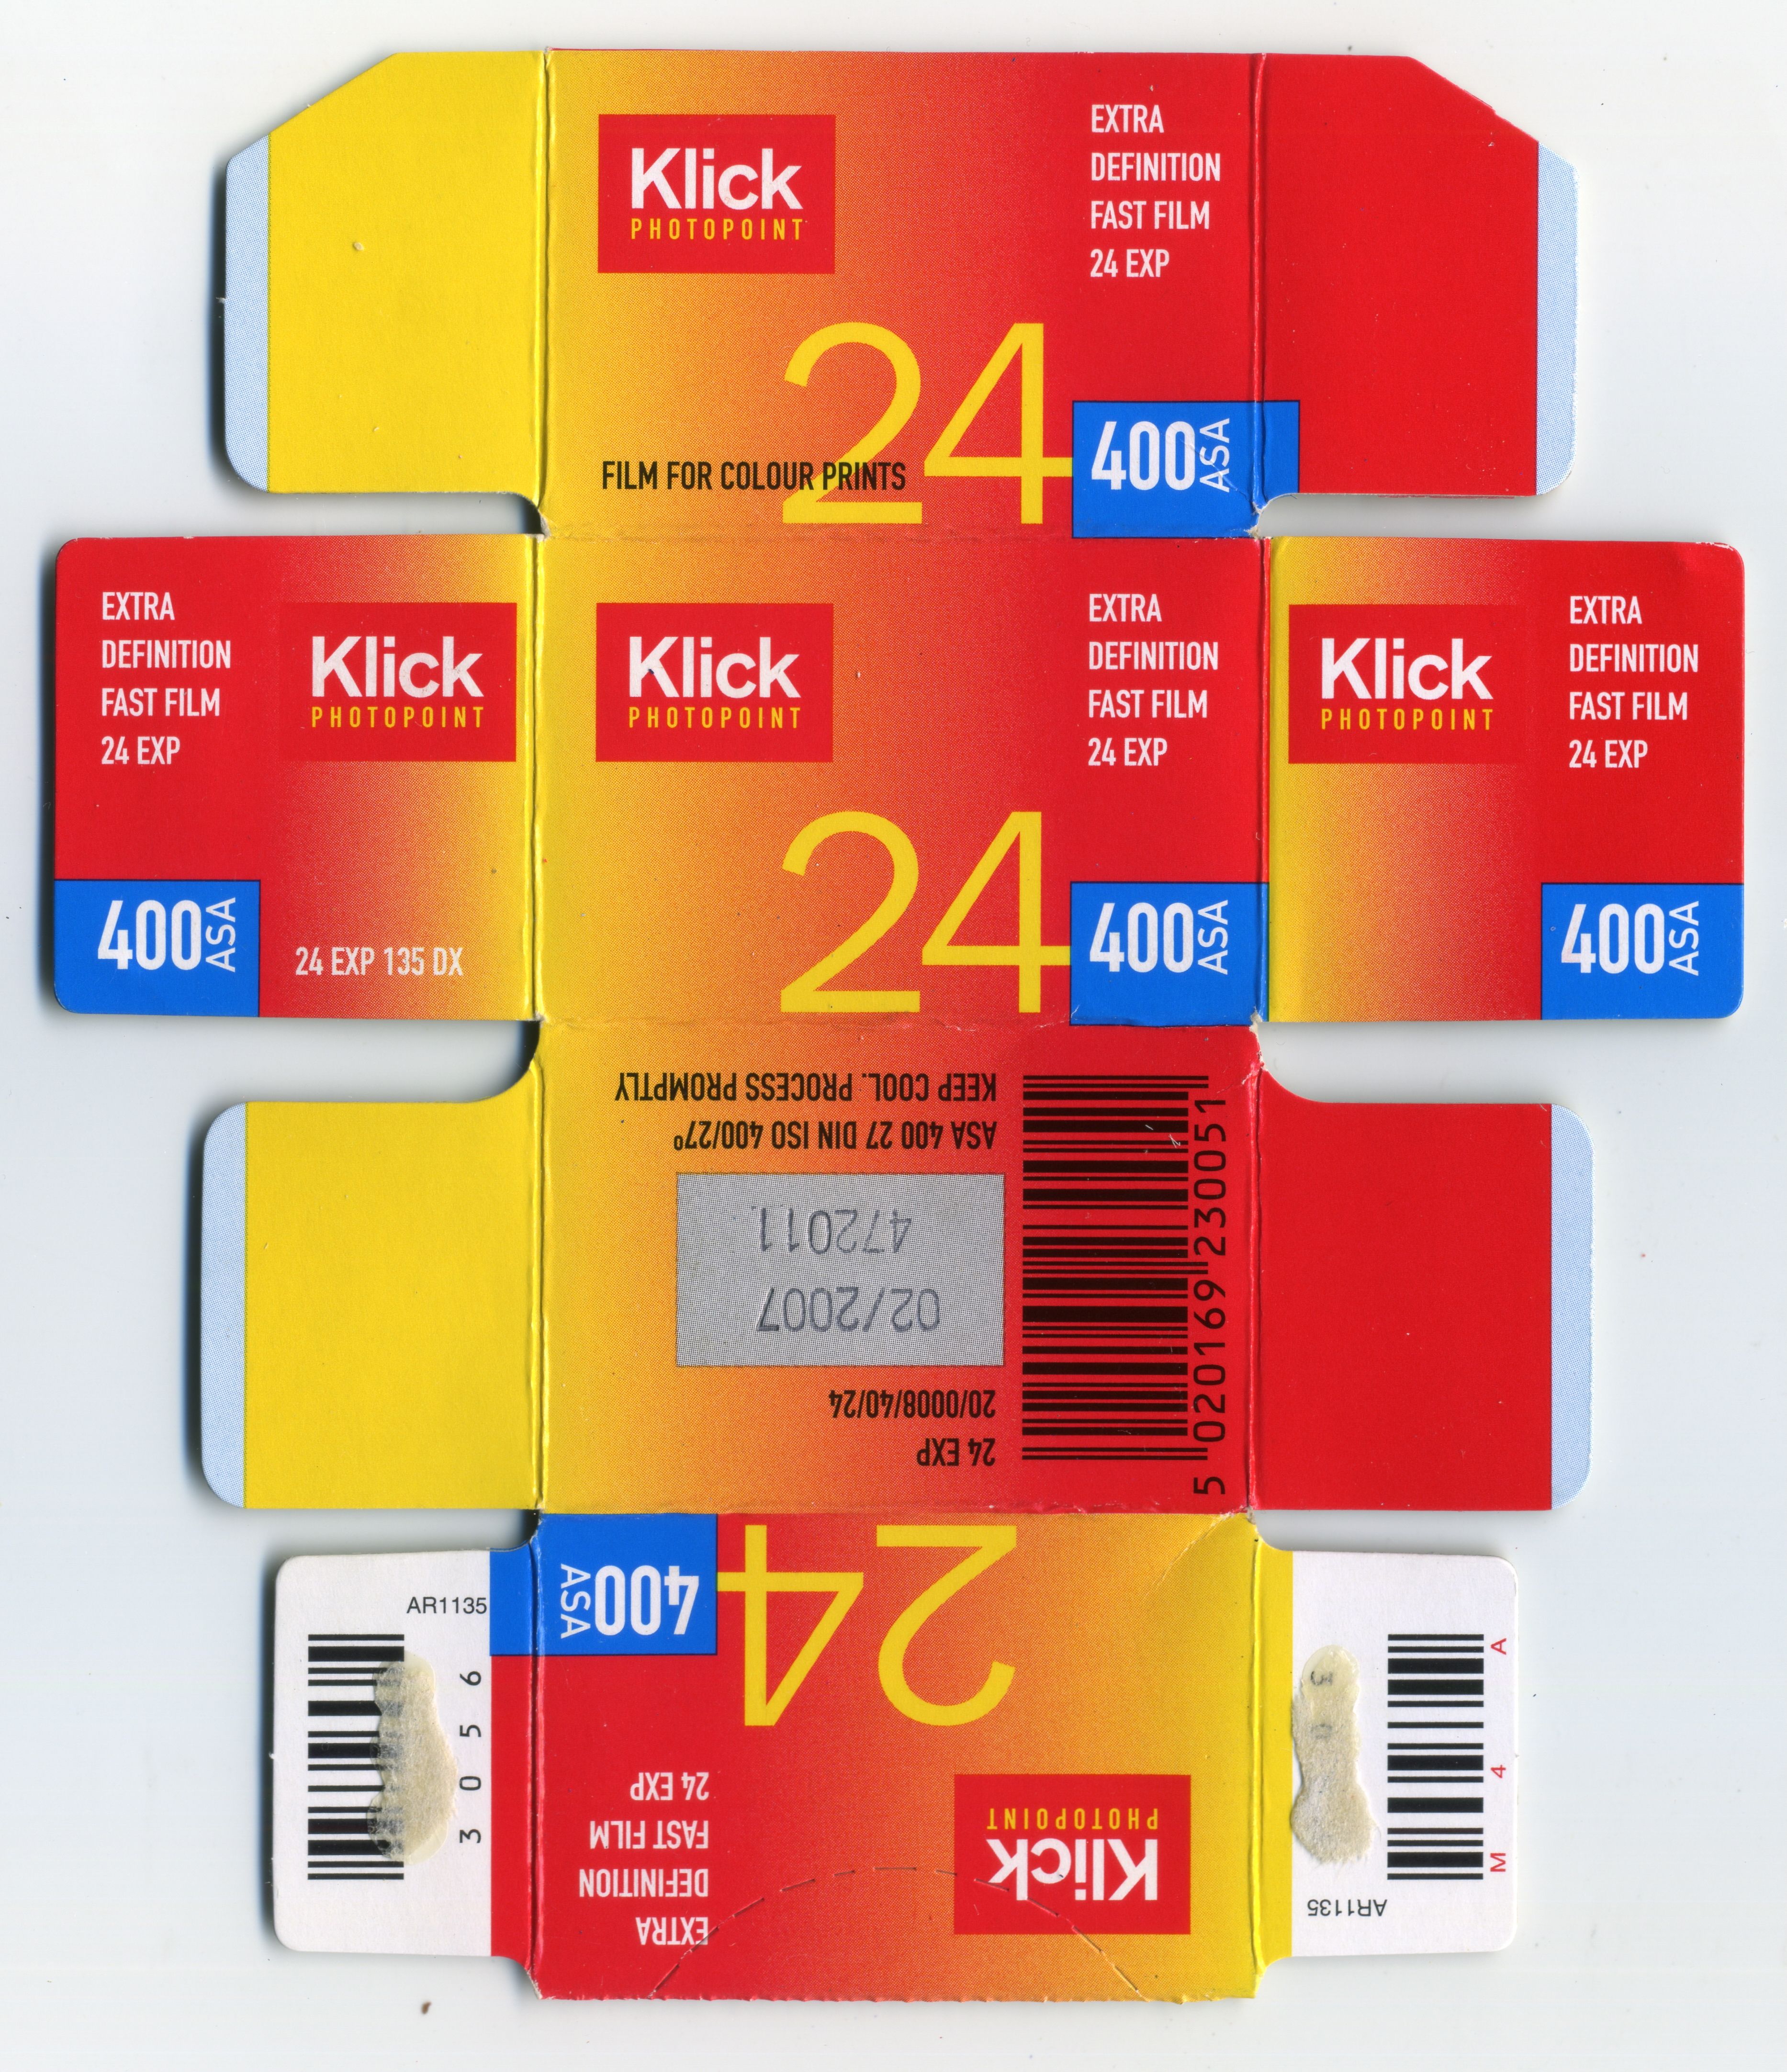 Klick
PHOTOPOINT
EXTRA
DEFINITION
FAST FILM
24 EXP
24
FILM FOR COLOUR PRINTS
400 ASA
EXTRA
DEFINITION
FAST FILM
24 EXP
Klick
PHOTOPOINT
400 ASA
24 EXP 135 DX
Klick
PHOTOPOINT
EXTRA
DEFINITION
FAST FILM
24 EXP
24
400 ASA
Klick
PHOTOPOINT
EXTRA
DEFINITION
FAST FILM
24 EXP
400 ASA
24 EXP
20/0008/40/24
02/2007
472011
ASA 400 27 DIN ISO 400/27°
KEEP COOL. PROCESS PROMPTLY
5 020169 230051
AR1135
3 0 5 6
Klick
PHOTOPOINT
EXTRA
DEFINITION
FAST FILM
24 EXP
24
400 ASA
M 4 A
AR1135